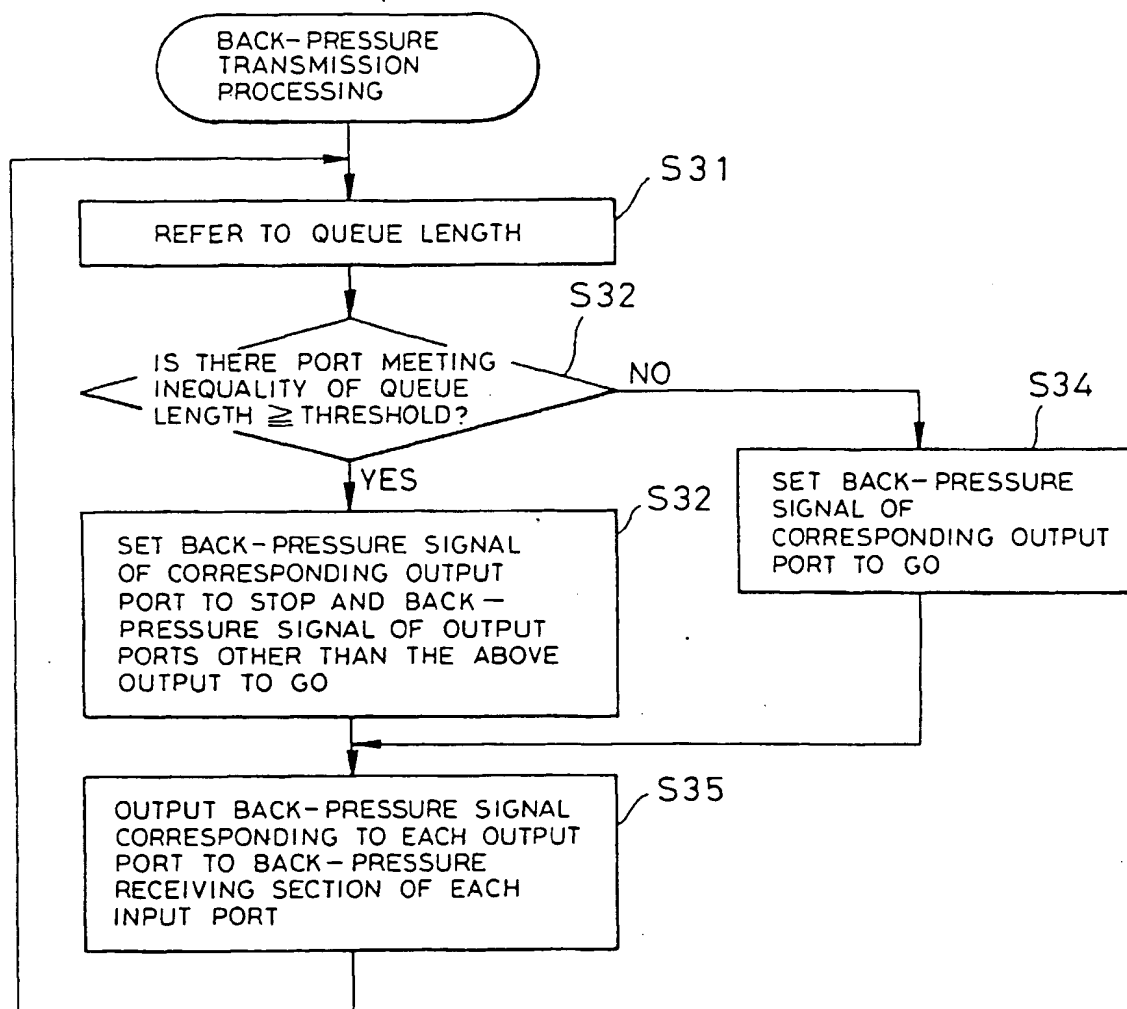 BACK-PRESSURE
TRANSMISSION
PROCESSING
S31
REFER TO QUEUE LENGTH
S32
IS THERE PORT MEETING
INEQUALITY OF QUEUE
LENGTH ≧ THRESHOLD?
NO
YES
S34
SET BACK-PRESSURE
SIGNAL OF
CORRESPONDING OUTPUT
PORT TO GO
S32
SET BACK-PRESSURE SIGNAL
OF CORRESPONDING OUTPUT
PORT TO STOP AND BACK-
PRESSURE SIGNAL OF OUTPUT
PORTS OTHER THAN THE ABOVE
OUTPUT TO GO
S35
OUTPUT BACK-PRESSURE SIGNAL
CORRESPONDING TO EACH OUTPUT
PORT TO BACK-PRESSURE
RECEIVING SECTION OF EACH
INPUT PORT